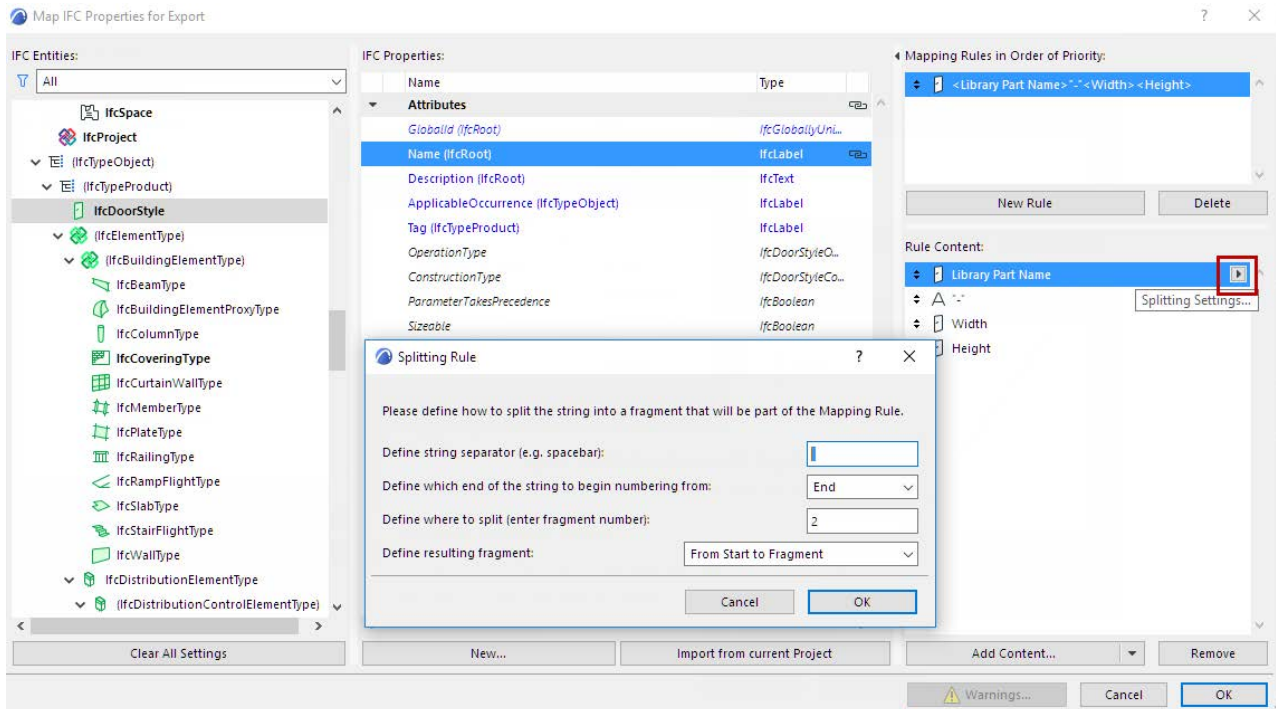 Map IFC Properties for Export
IFC Entities:
All
IfcSpace
IfcProject
(IfcTypeObject)
(IfcTypeProduct)
IfcDoorStyle
(IfcElementType)
(IfcBuildingElementType)
IfcBeamType
IfcBuildingElementProxyType
IfcColumnType
IfcCoveringType
IfcCurtainWallType
IfcMemberType
IfcPlateType
IfcRailingType
IfcRampFlightType
IfcSlabType
IfcStairFlightType
IfcWallType
IfcDistributionElementType
(IfcDistributionControlElementType)
Clear All Settings
IFC Properties:
Name Type
Attributes
GlobalId (IfcRoot) IfcGloballyUni...
Name (IfcRoot) IfcLabel
Description (IfcRoot) IfcText
ApplicableOccurrence (IfcTypeObject) IfcLabel
Tag (IfcTypeProduct) IfcLabel
OperationType IfcDoorStyleO...
ConstructionType IfcDoorStyleCo...
ParameterTakesPrecedence IfcBoolean
Sizeable IfcBoolean
New... Import from current Project
Mapping Rules in Order of Priority:
<Library Part Name>"-"<Width><Height>
New Rule Delete
Rule Content:
Library Part Name
Splitting Settings...
A "-"
Width
Height
Add Content... Remove
Warnings... Cancel OK
Splitting Rule
Please define how to split the string into a fragment that will be part of the Mapping Rule.
Define string separator (e.g. spacebar):
Define which end of the string to begin numbering from: End
Define where to split (enter fragment number): 2
Define resulting fragment: From Start to Fragment
Cancel OK